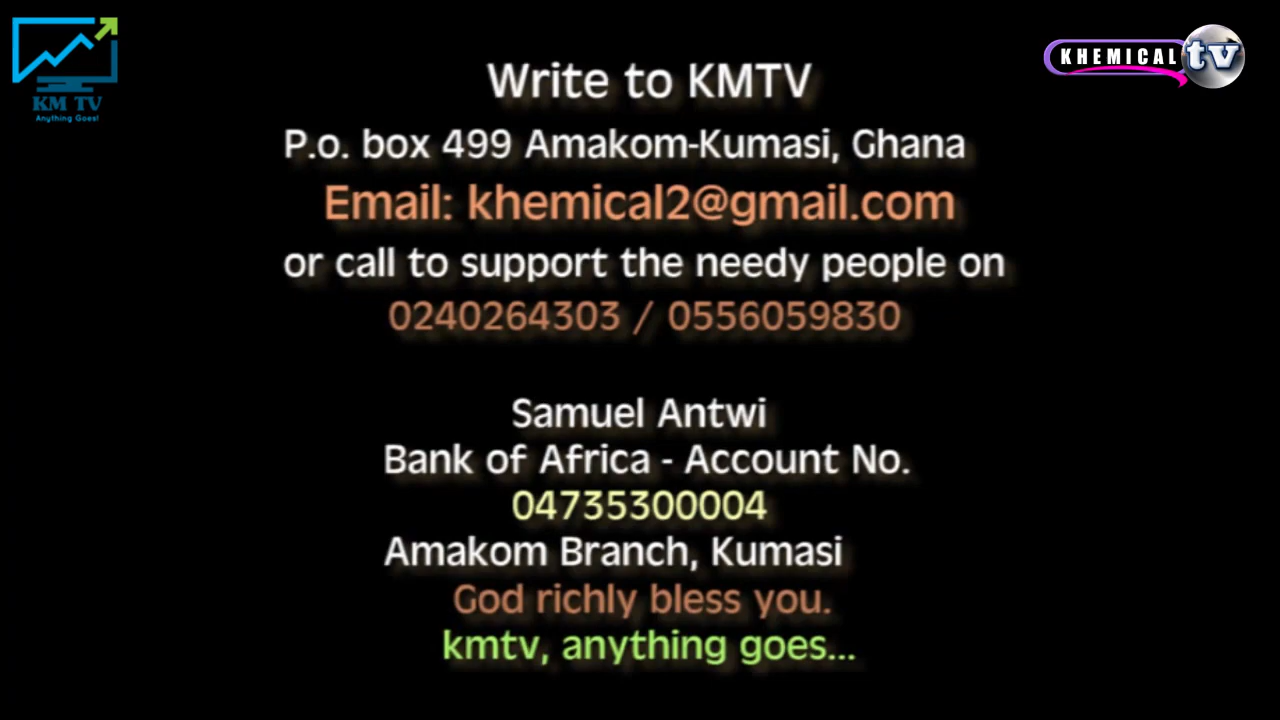 KM TV
Anything Goes!
KHEMICAL tv
Write to KMTV
P.o. box 499 Amakom-Kumasi, Ghana
Email: khemical2@gmail.com
or call to support the needy people on
0240264303 / 0556059830
Samuel Antwi
Bank of Africa - Account No.
04735300004
Amakom Branch, Kumasi
God richly bless you.
kmtv, anything goes...